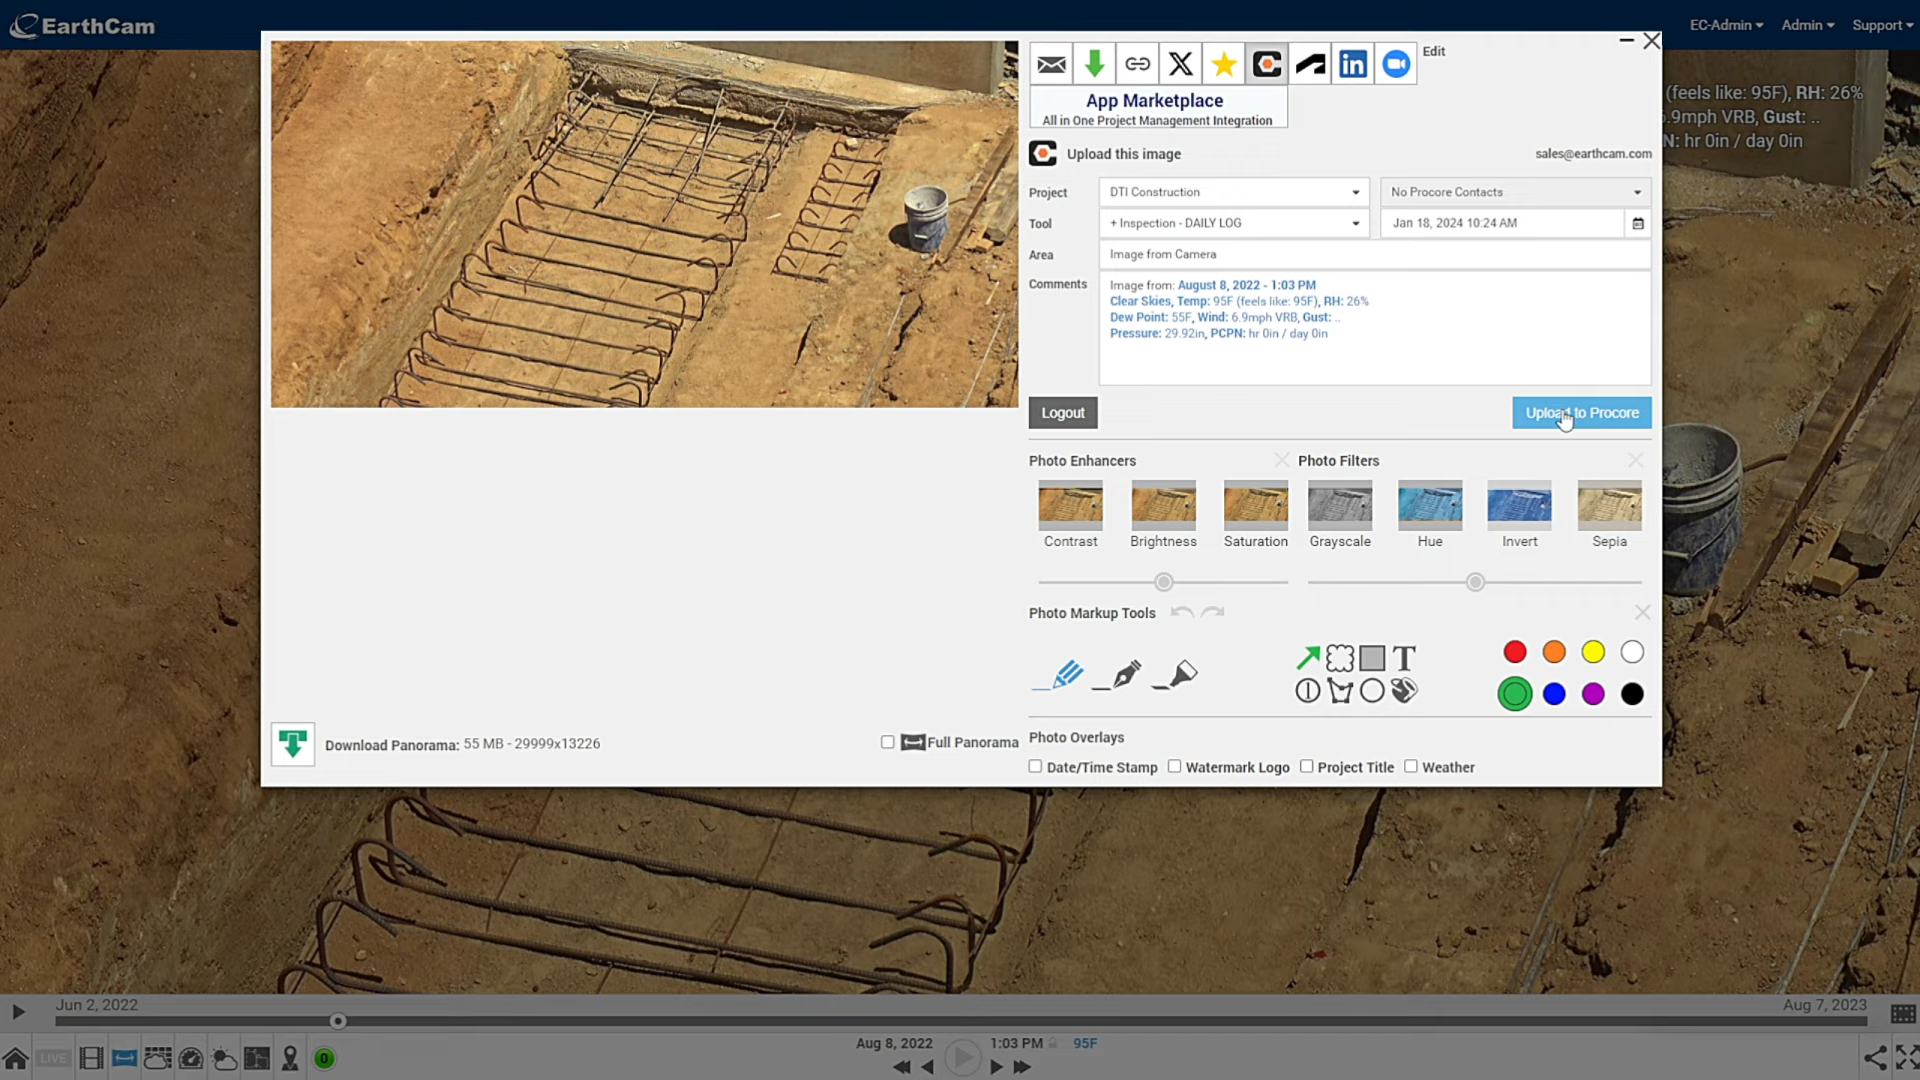 EarthCam
EC-Admin
Admin
Support
Edit
(feels like: 95F), RH: 26%
.9mph VRB, Gust: ..
N: hr 0in / day 0in
App Marketplace
All in One Project Management Integration
Upload this image
sales@earthcam.com
Project
DTI Construction
No Procore Contacts
Tool
+ Inspection - DAILY LOG
Jan 18, 2024 10:24 AM
Area
Image from Camera
Comments
Image from: August 8, 2022 - 1:03 PM
Clear Skies, Temp: 95F (feels like: 95F), RH: 26%
Dew Point: 55F, Wind: 6.9mph VRB, Gust: ..
Pressure: 29.92in, PCPN: hr 0in / day 0in
Logout
Upload to Procore
Photo Enhancers
Photo Filters
Contrast
Brightness
Saturation
Grayscale
Hue
Invert
Sepia
Photo Markup Tools
T
Download Panorama: 55 MB - 29999x13226
Full Panorama
Photo Overlays
Date/Time Stamp
Watermark Logo
Project Title
Weather
Jun 2, 2022
Aug 7, 2023
LIVE
0
Aug 8, 2022
1:03 PM
95F